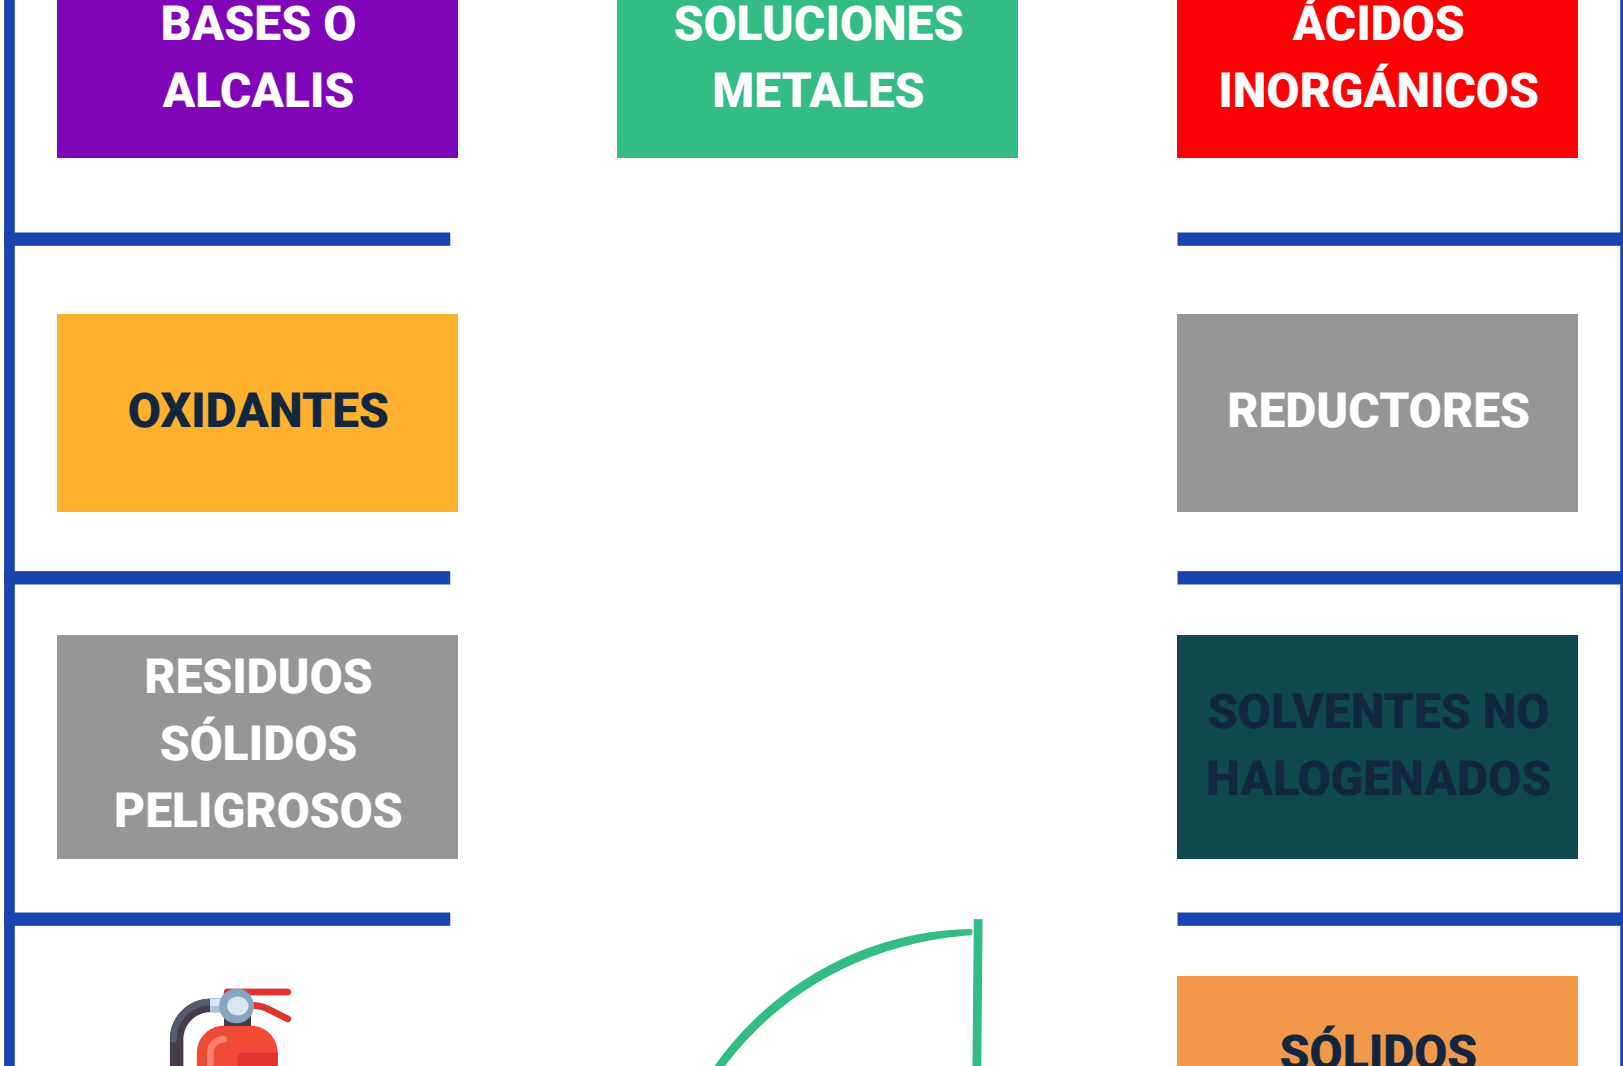 BASES O
ALCALIS
SOLUCIONES
METALES
ÁCIDOS
INORGÁNICOS
OXIDANTES
REDUCTORES
RESIDUOS
SÓLIDOS
PELIGROSOS
SOLVENTES NO
HALOGENADOS
SÓLIDOS